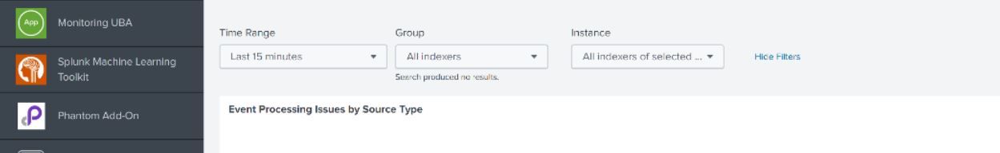 App
Monitoring UBA
Splunk Machine Learning
Toolkit
Phantom Add-On
Time Range
Group
Instance
Last 15 minutes
All indexers
All indexers of selected ...
Hide Filters
Search produced no results.
Event Processing Issues by Source Type